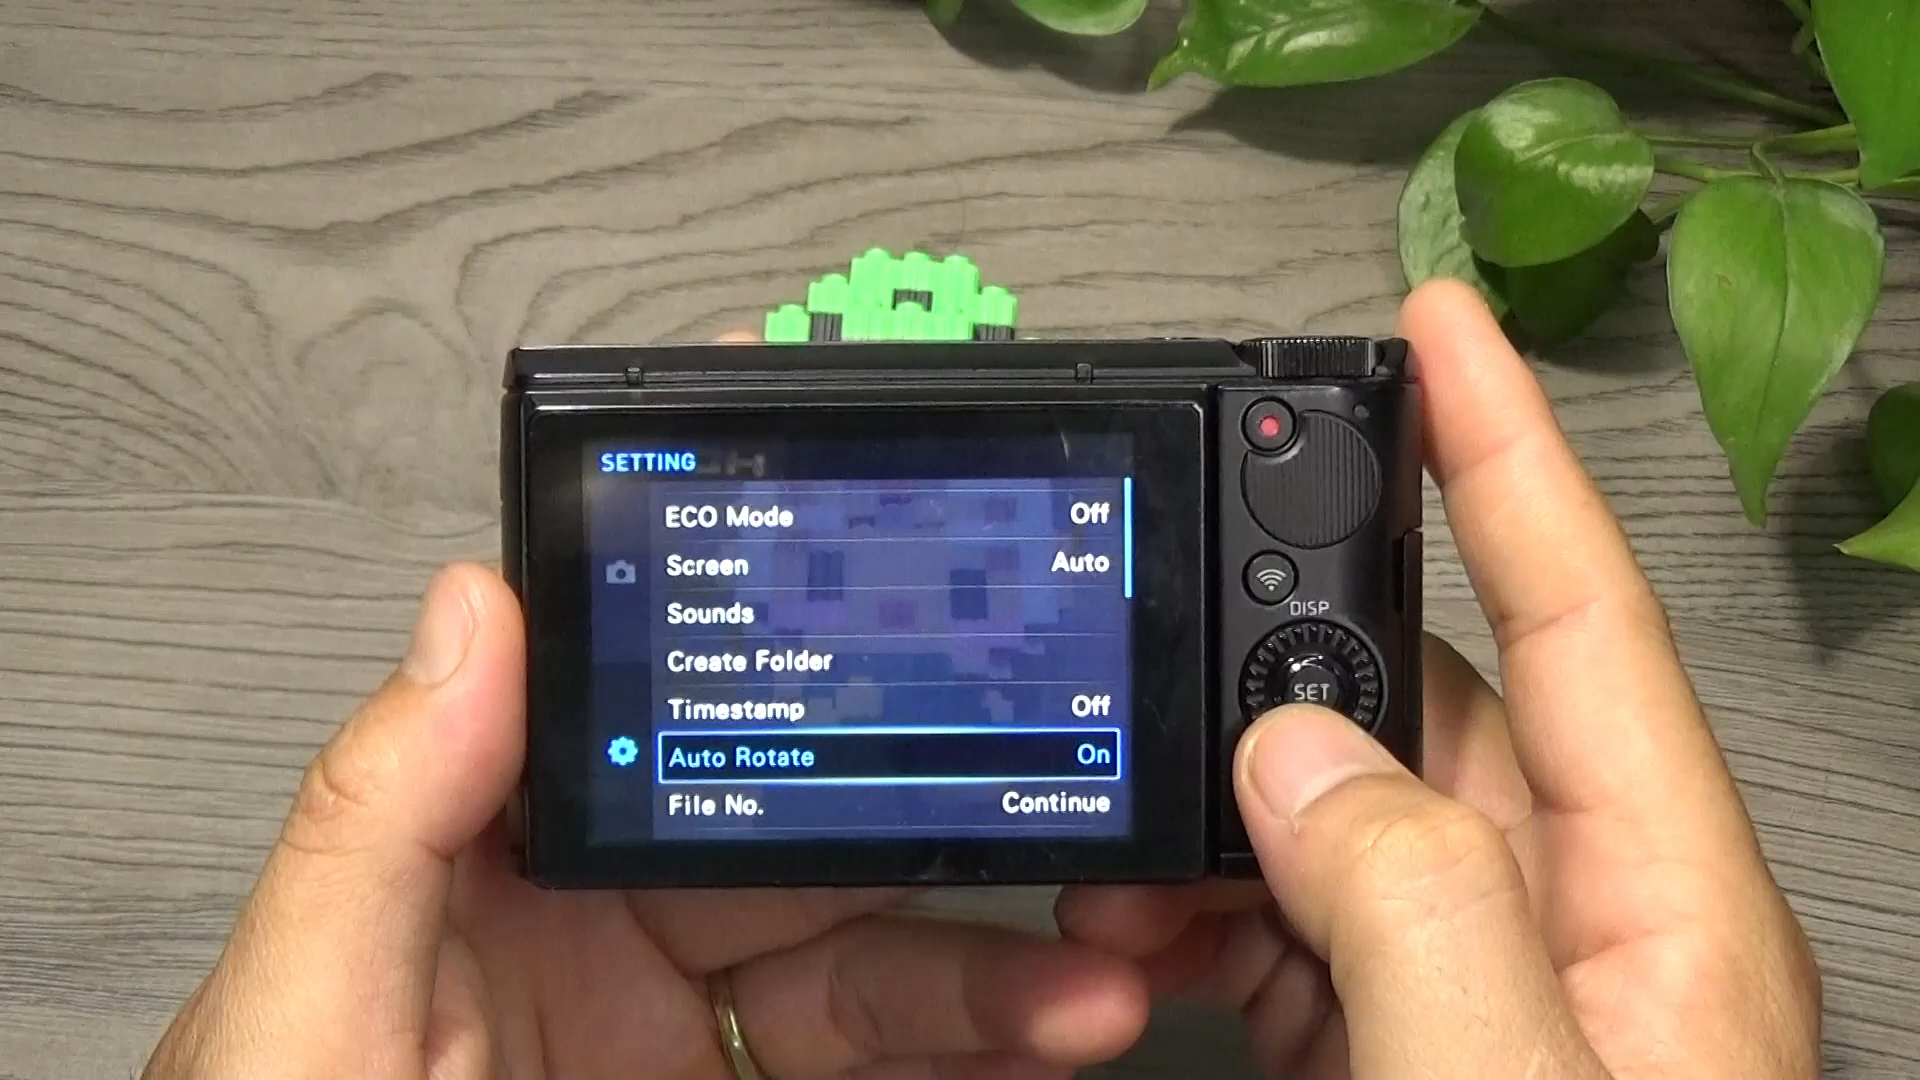 SETTING
ECO Mode Off
Screen Auto
Sounds
Create Folder
Timestamp Off
Auto Rotate On
File No. Continue
DISP
SET